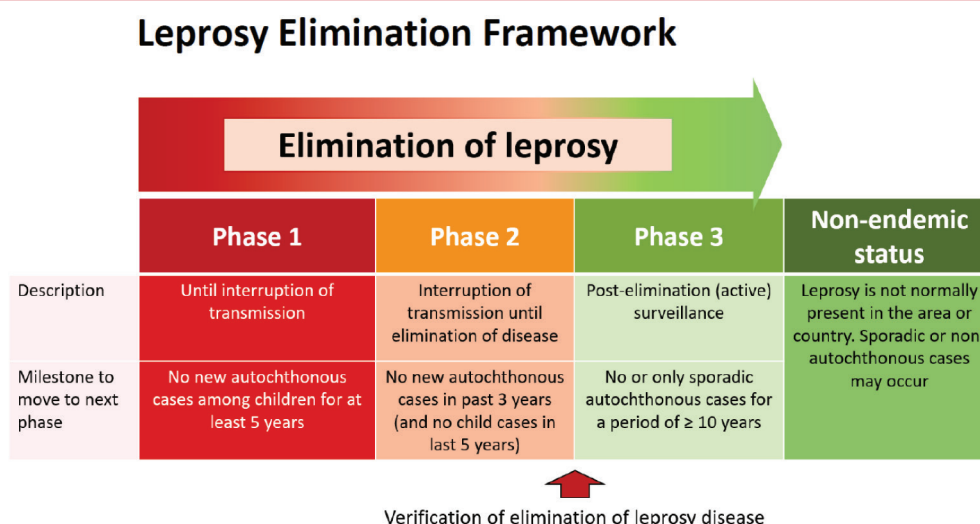 Leprosy Elimination Framework
Elimination of leprosy
Phase 1
Phase 2
Phase 3
Non-endemic
status
Description
Until interruption of
transmission
Interruption of
transmission until
elimination of disease
Post-elimination (active)
surveillance
Leprosy is not normally
present in the area or
country. Sporadic or non
autochthonous cases
may occur
Milestone to
move to next
phase
No new autochthonous
cases among children for at
least 5 years
No new autochthonous
cases in past 3 years
(and no child cases in
last 5 years)
No or only sporadic
autochthonous cases for
a period of ≥ 10 years
Verification of elimination of leprosy disease